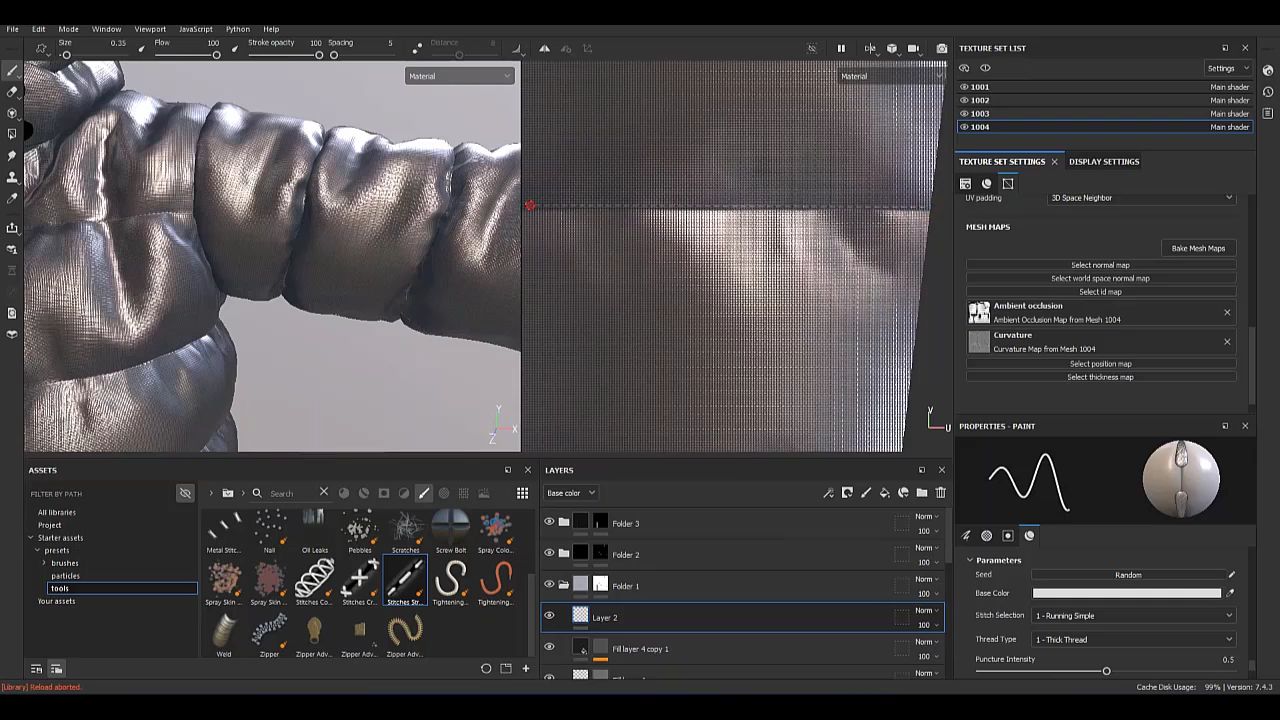 File Edit Mode Window Viewport JavaScript Python Help
Size 0.35 Flow 100 Stroke opacity 100 Spacing 5 Distance 8
Material
Material
Y
X
Z
V
U
TEXTURE SET LIST
Settings
1001 Main shader
1002 Main shader
1003 Main shader
1004 Main shader
TEXTURE SET SETTINGS DISPLAY SETTINGS
UV padding 3D Space Neighbor
MESH MAPS
Bake Mesh Maps
Select normal map
Select world space normal map
Select id map
Ambient occlusion
Ambient Occlusion Map from Mesh 1004
Curvature
Curvature Map from Mesh 1004
Select position map
Select thickness map
PROPERTIES - PAINT
Parameters
Seed Random
Base Color
Stitch Selection 1 - Running Simple
Thread Type 1 - Thick Thread
Puncture Intensity 0.5
ASSETS
FILTER BY PATH
Search
All libraries
Project
Starter assets
presets
brushes
particles
tools
Your assets
Metal Stitc... Nail Oil Leaks Pebbles Scratches Screw Bolt Spray Colo...
Spray Skin ... Spray Skin ... Stitches Co... Stitches Cr... Stitches Str... Tightening... Tightening...
Weld Zipper Zipper Adv... Zipper Adv... Zipper Adv...
LAYERS
Base color
Folder 3 Norm 100
Folder 2 Norm 100
Folder 1 Norm 100
Layer 2 Norm 100
Fill layer 4 copy 1 Norm 100
Norm
[Library] Reload aborted.
Cache Disk Usage: 99% | Version: 7.4.3